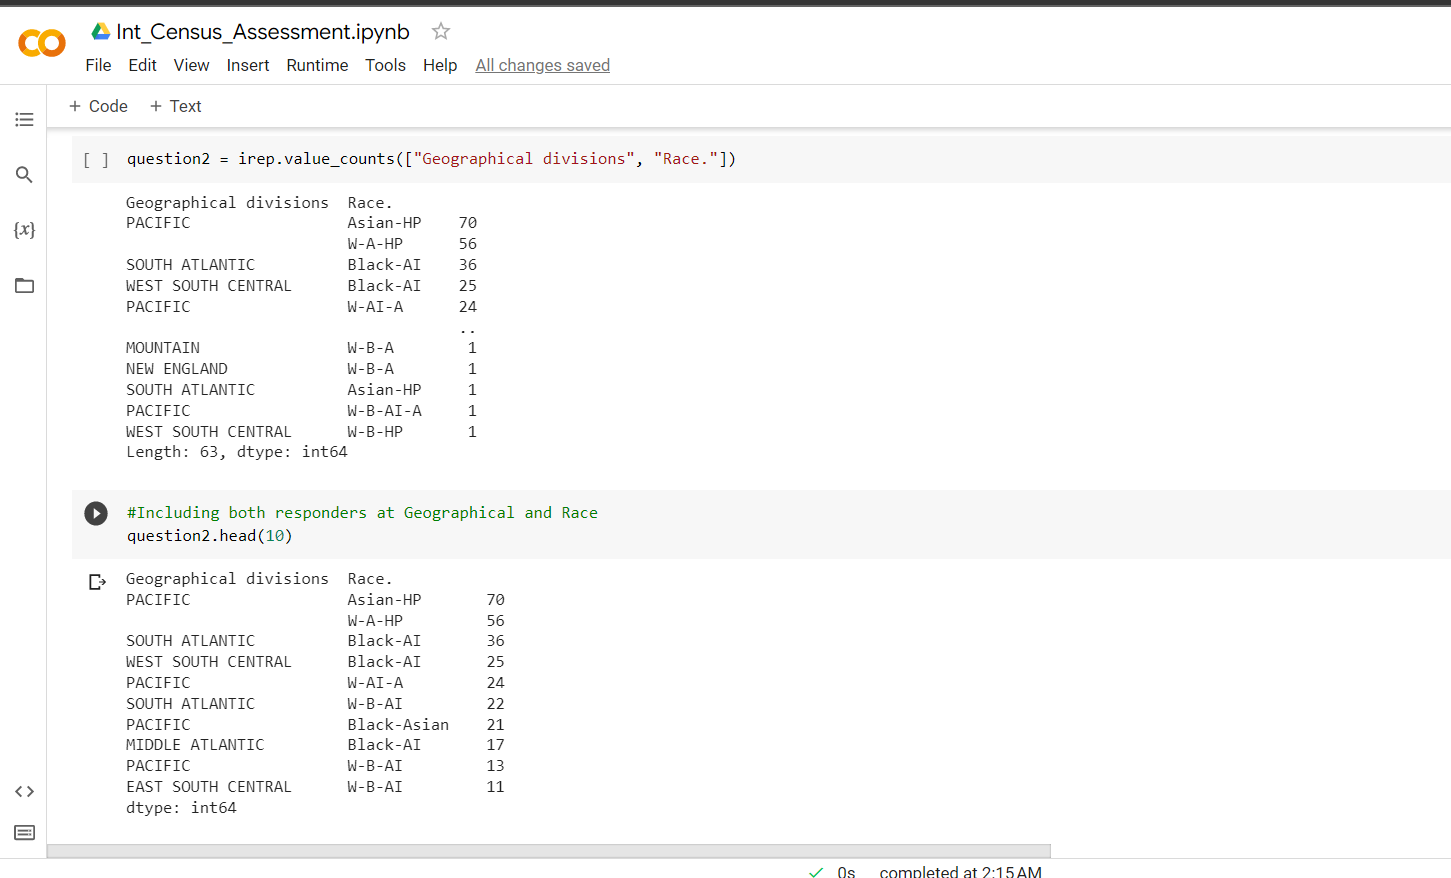 Int_Census_Assessment.ipynb
File Edit View Insert Runtime Tools Help All changes saved
+ Code + Text
[ ] question2 = irep.value_counts(["Geographical divisions", "Race."])
{x}
Geographical divisions Race.
PACIFIC Asian-HP 70
W-A-HP 56
SOUTH ATLANTIC Black-AI 36
WEST SOUTH CENTRAL Black-AI 25
PACIFIC W-AI-A 24
..
MOUNTAIN W-B-A 1
NEW ENGLAND W-B-A 1
SOUTH ATLANTIC Asian-HP 1
PACIFIC W-B-AI-A 1
WEST SOUTH CENTRAL W-B-HP 1
Length: 63, dtype: int64
#Including both responders at Geographical and Race
question2.head(10)
Geographical divisions Race.
PACIFIC Asian-HP 70
W-A-HP 56
SOUTH ATLANTIC Black-AI 36
WEST SOUTH CENTRAL Black-AI 25
PACIFIC W-AI-A 24
SOUTH ATLANTIC W-B-AI 22
PACIFIC Black-Asian 21
MIDDLE ATLANTIC Black-AI 17
PACIFIC W-B-AI 13
EAST SOUTH CENTRAL W-B-AI 11
dtype: int64
0s completed at 2:15 AM